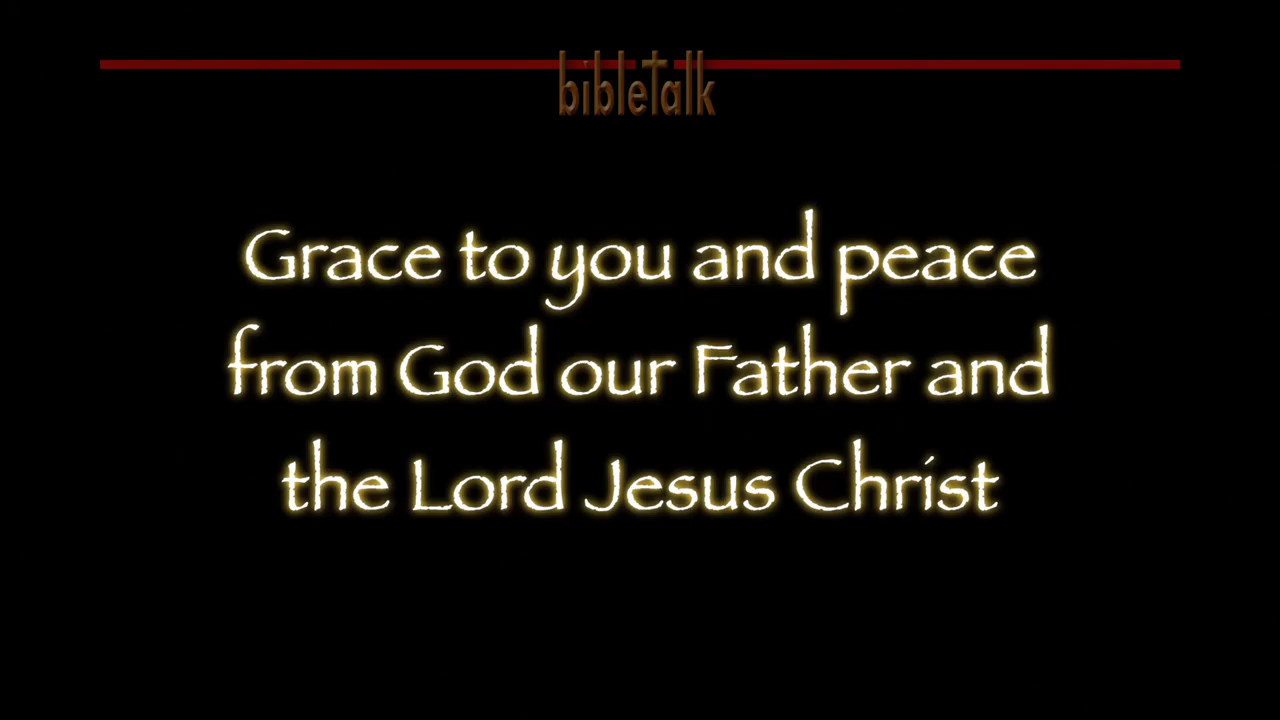 bibleTalk
Grace to you and peace
from God our Father and
the Lord Jesus Christ